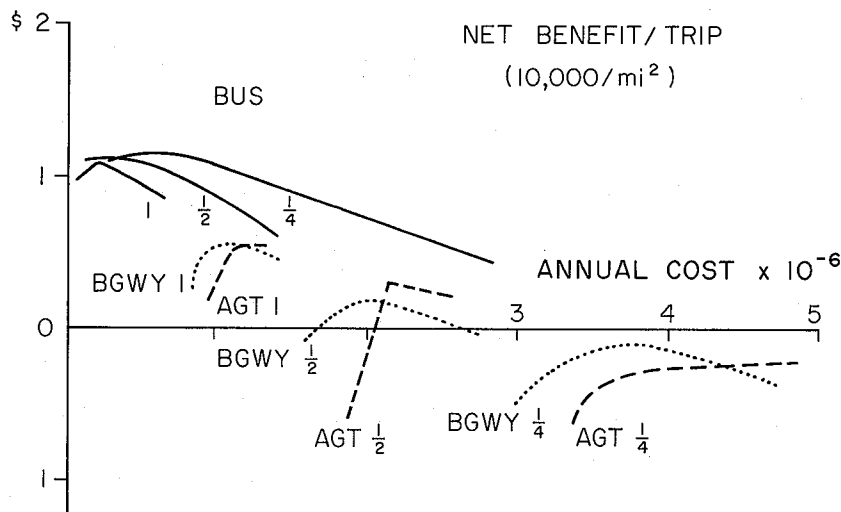 $ 2
NET BENEFIT/ TRIP
(10,000/mi²)
BUS
1
1
1/2
1/4
BGWY 1
AGT 1
ANNUAL COST x 10⁻⁶
0
3
4
5
BGWY 1/2
AGT 1/2
BGWY 1/4
AGT 1/4
1